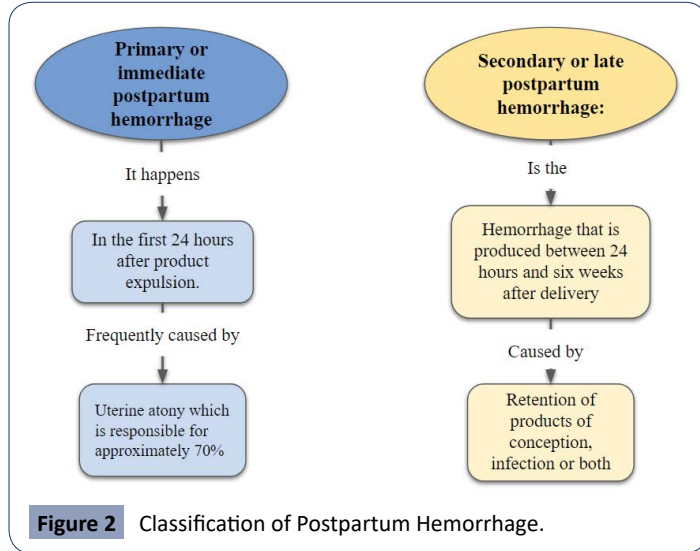 Primary or
immediate
postpartum
hemorrhage
It happens
In the first 24 hours
after product
expulsion.
Frequently caused by
Uterine atony which
is responsible for
approximately 70%
Secondary or late
postpartum
hemorrhage:
Is the
Hemorrhage that is
produced between 24
hours and six weeks
after delivery
Caused by
Retention of
products of
conception,
infection or both
Figure 2 Classification of Postpartum Hemorrhage.